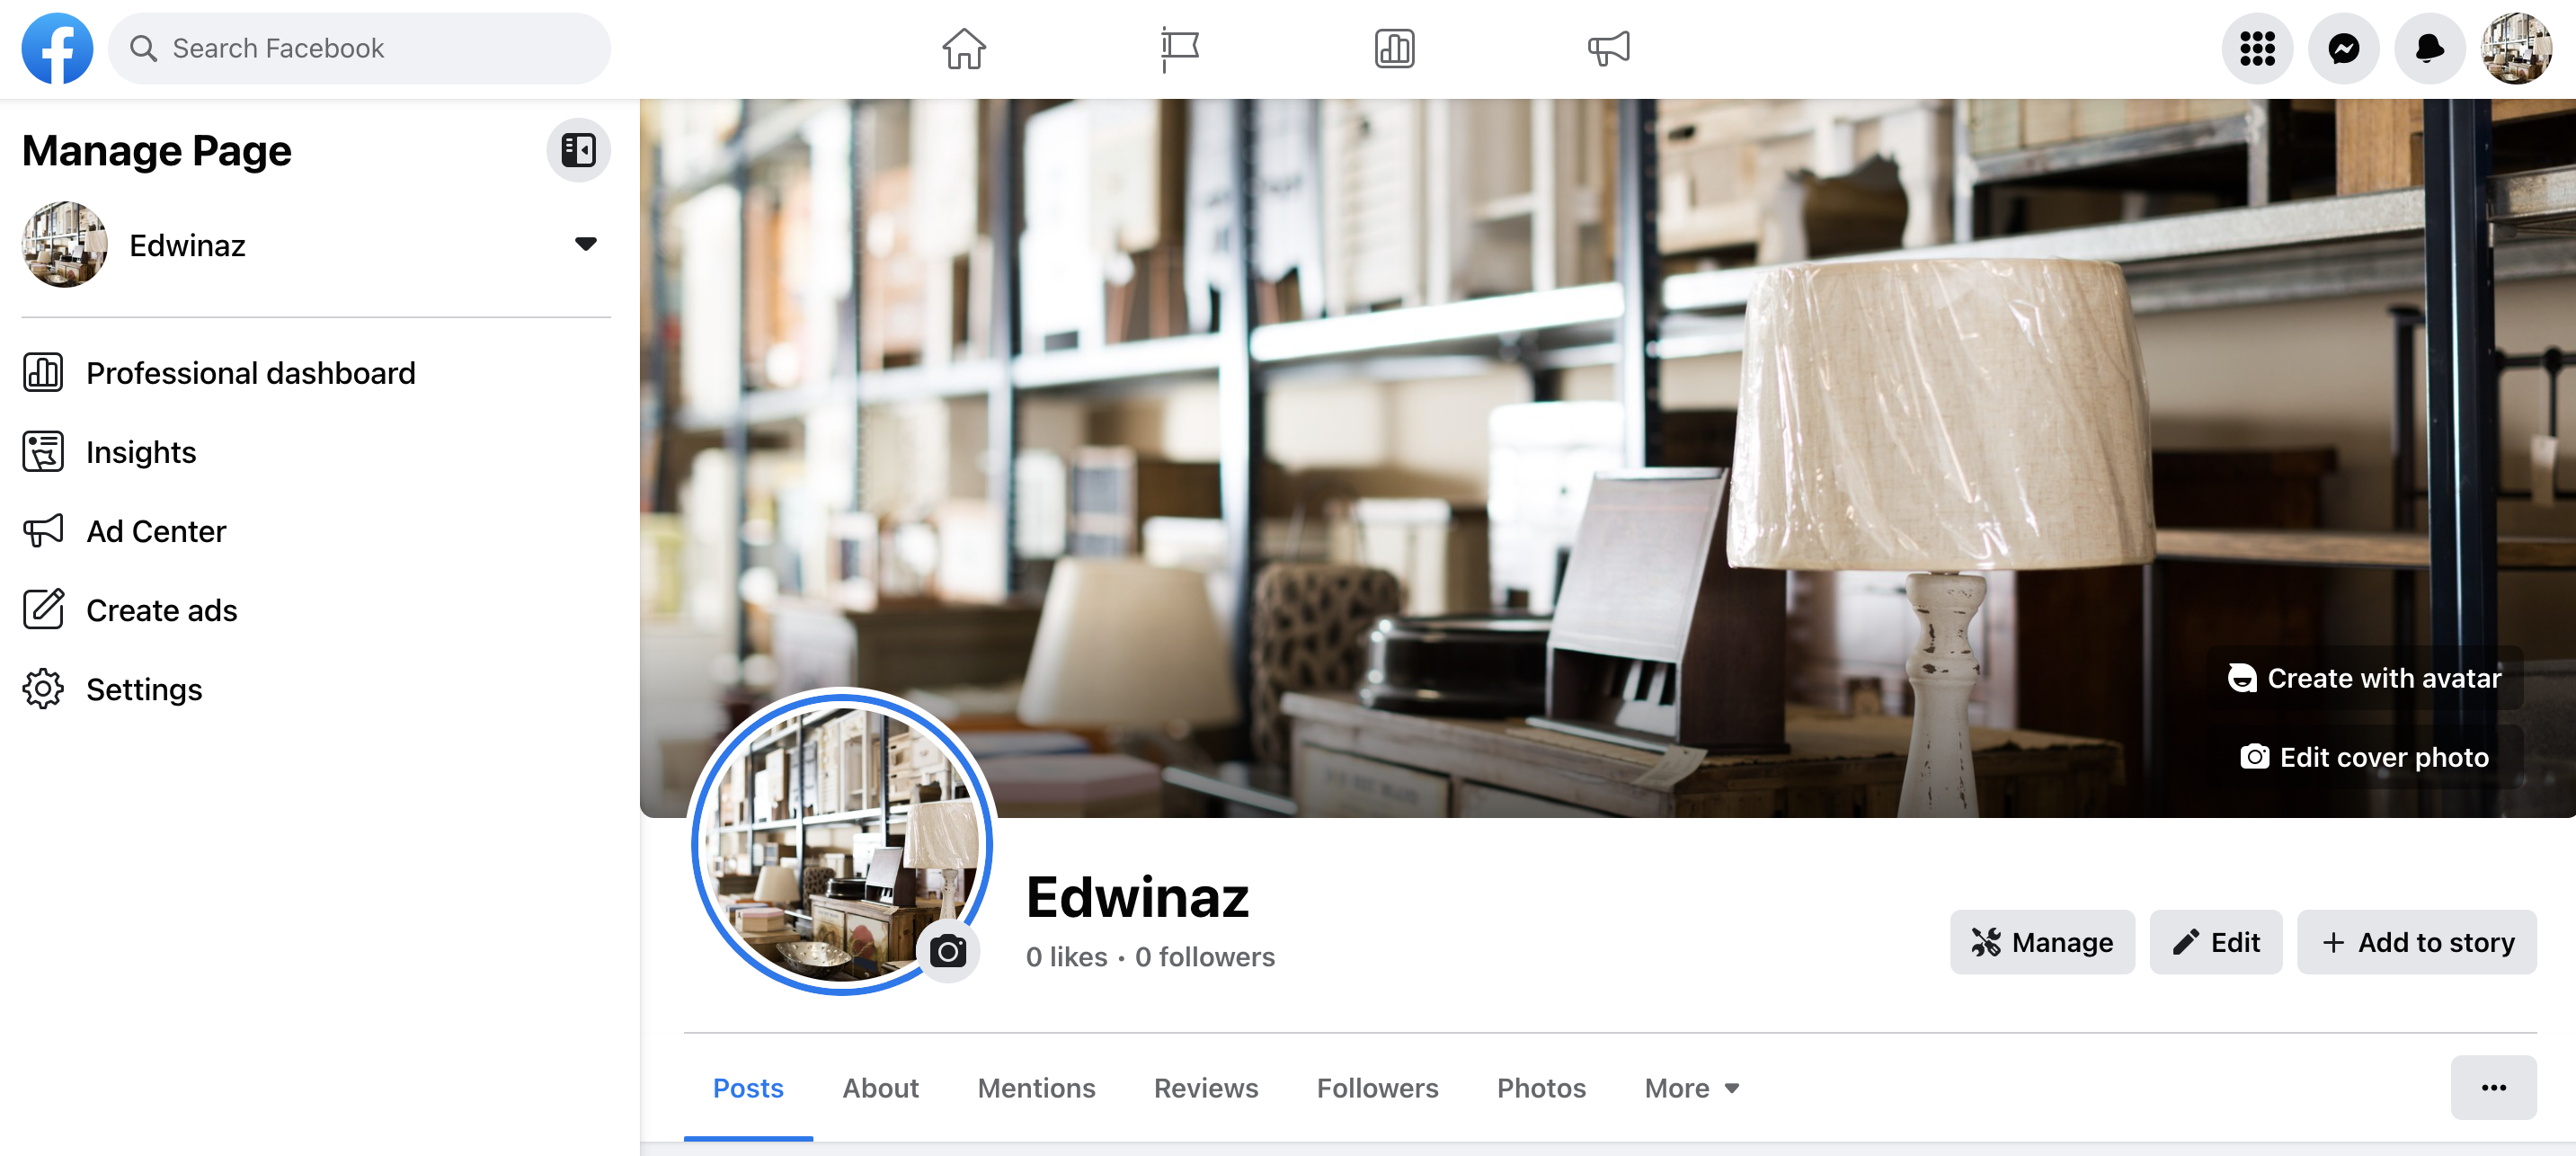 Search Facebook
Manage Page
Edwinaz
Professional dashboard
Insights
Ad Center
Create ads
Settings
Create with avatar
Edit cover photo
Edwinaz
0 likes • 0 followers
Manage
Edit
Add to story
Posts About Mentions Reviews Followers Photos More